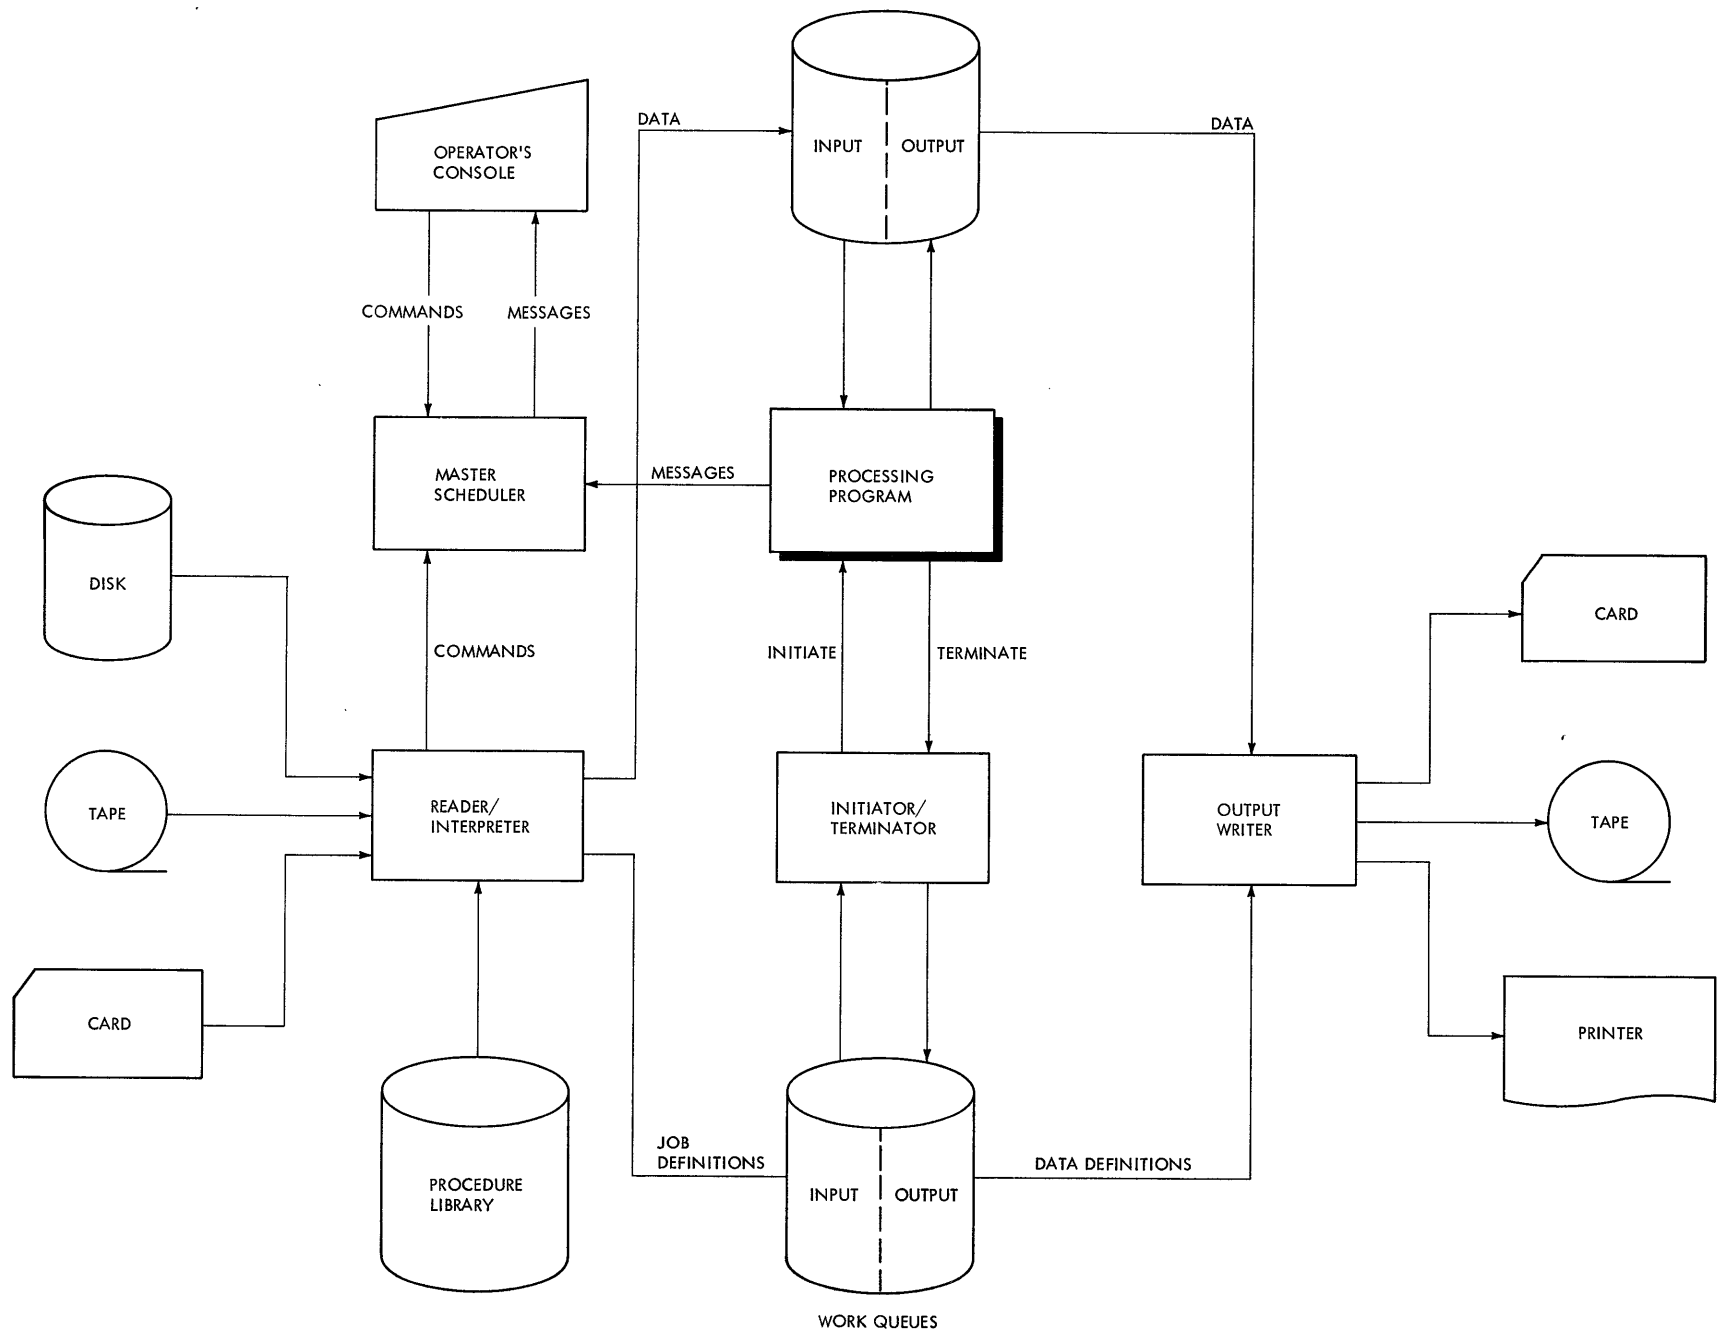 DATA
INPUT
OUTPUT
DATA
OPERATOR'S
CONSOLE
COMMANDS
MESSAGES
MASTER
SCHEDULER
MESSAGES
PROCESSING
PROGRAM
DISK
COMMANDS
INITIATE
TERMINATE
CARD
TAPE
READER/
INTERPRETER
INITIATOR/
TERMINATOR
OUTPUT
WRITER
TAPE
CARD
PRINTER
PROCEDURE
LIBRARY
JOB
DEFINITIONS
INPUT
OUTPUT
DATA DEFINITIONS
WORK QUEUES